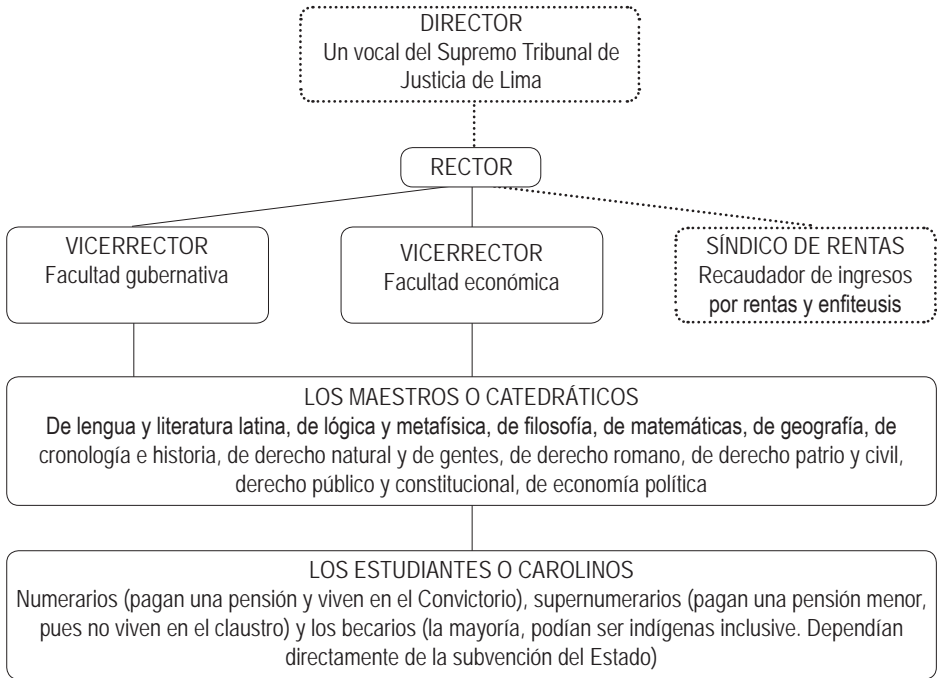 DIRECTOR
Un vocal del Supremo Tribunal de
Justicia de Lima
RECTOR
VICERRECTOR
Facultad gubernativa
VICERRECTOR
Facultad económica
SÍNDICO DE RENTAS
Recaudador de ingresos
por rentas y enfiteusis
LOS MAESTROS O CATEDRÁTICOS
De lengua y literatura latina, de lógica y metafísica, de filosofía, de matemáticas, de geografía, de
cronología e historia, de derecho natural y de gentes, de derecho romano, de derecho patrio y civil,
derecho público y constitucional, de economía política
LOS ESTUDIANTES O CAROLINOS
Numerarios (pagan una pensión y viven en el Convictorio), supernumerarios (pagan una pensión menor,
pues no viven en el claustro) y los becarios (la mayoría, podían ser indígenas inclusive. Dependían
directamente de la subvención del Estado)